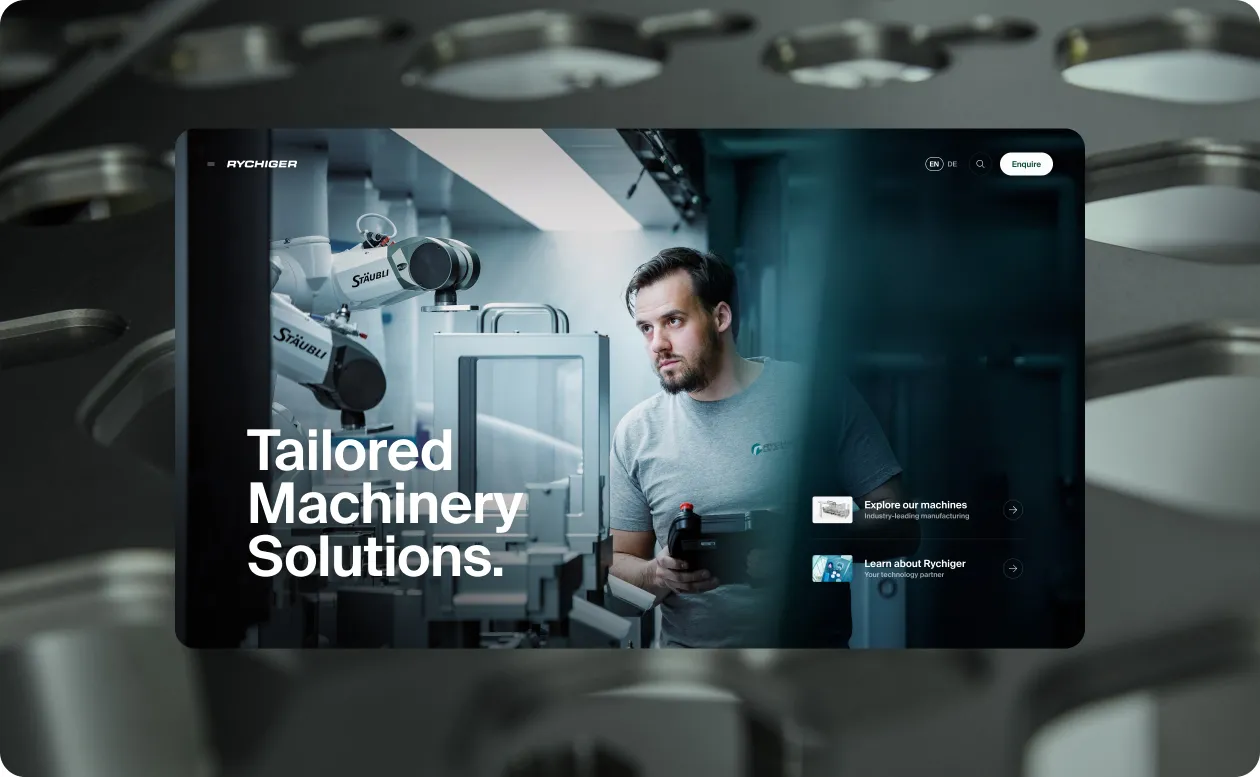 RYCHIGER
EN DE
Enquire
STÄUBLI
STÄUBLI
Tailored
Machinery
Solutions.
Explore our machines
Industry-leading manufacturing
Learn about Rychiger
Your technology partner